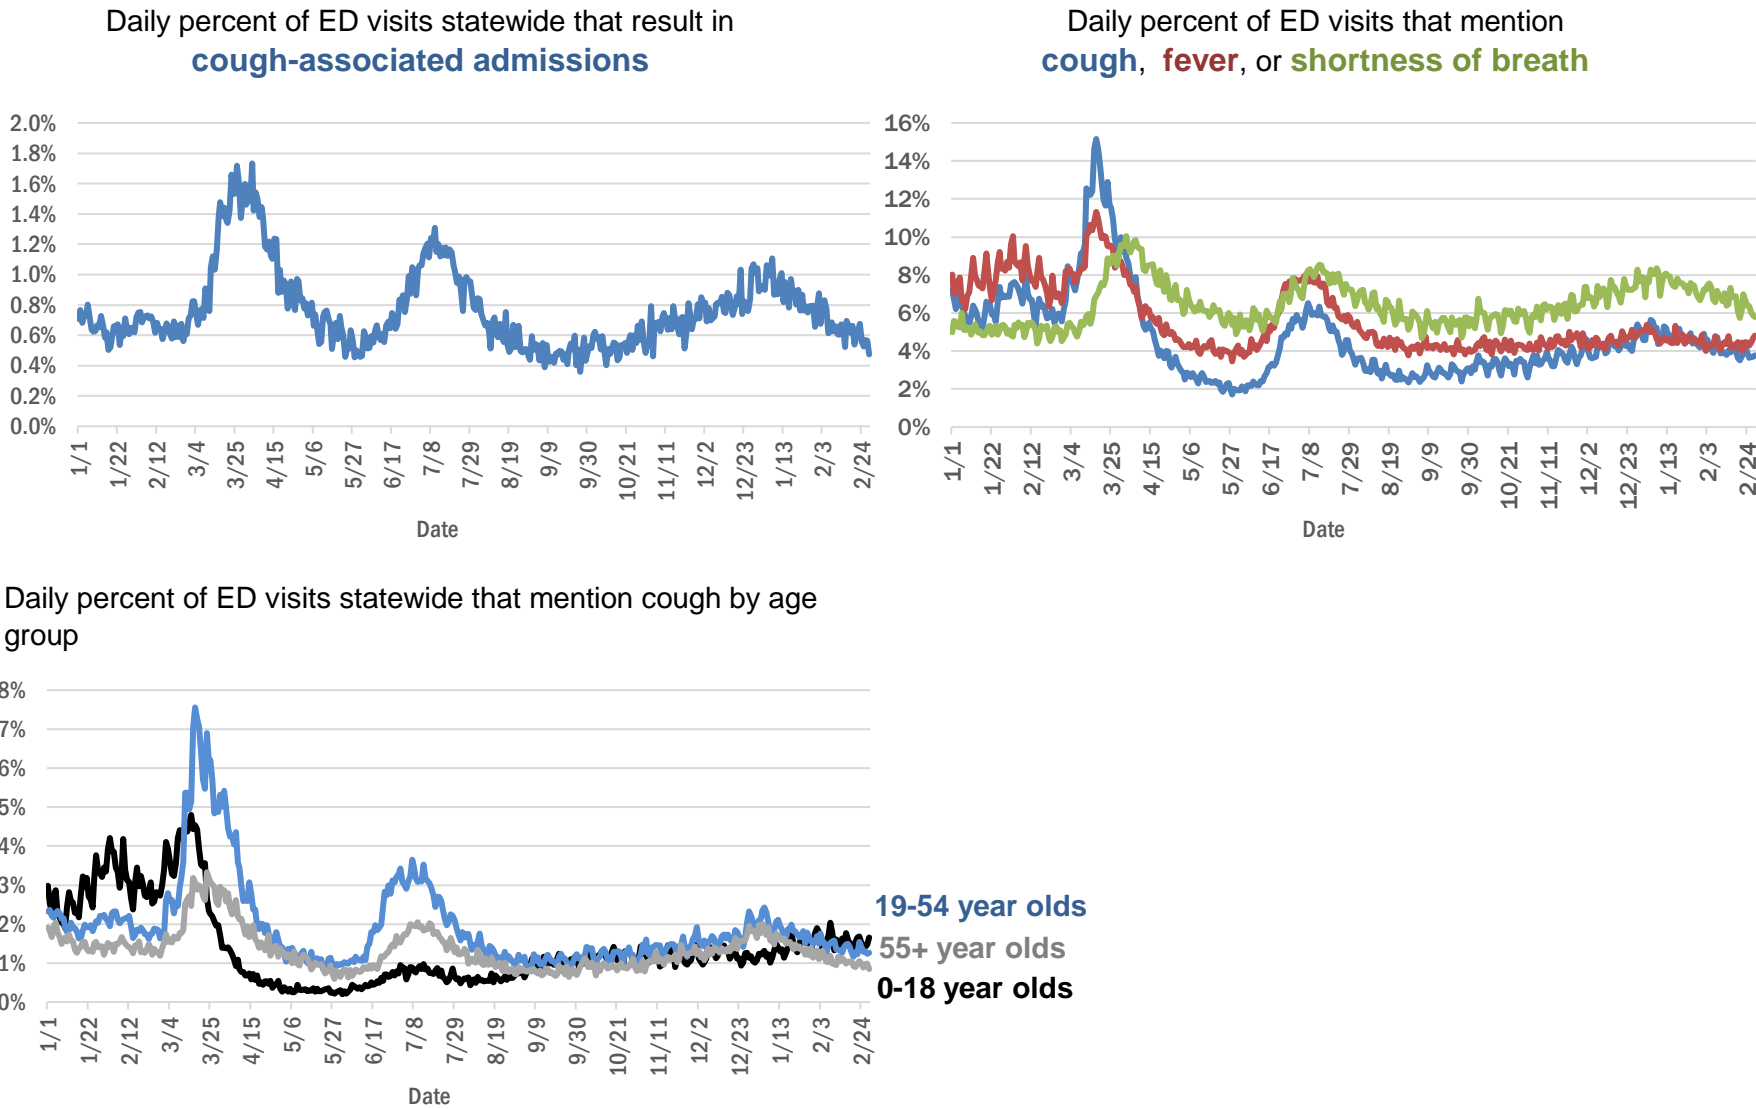 Daily percent of ED visits statewide that result in
cough-associated admissions
2.0%
1.8%
1.6%
1.4%
1.2%
1.0%
0.8%
0.6%
0.4%
0.2%
0.0%
1/1 1/22 2/12 3/4 3/25 4/15 5/6 5/27 6/17 7/8 7/29 8/19 9/9 9/30 10/21 11/11 12/2 12/23 1/13 2/3 2/24
Date
Daily percent of ED visits that mention
cough, fever, or shortness of breath
16%
14%
12%
10%
8%
6%
4%
2%
0%
1/1 1/22 2/12 3/4 3/25 4/15 5/6 5/27 6/17 7/8 7/29 8/19 9/9 9/30 10/21 11/11 12/2 12/23 1/13 2/3 2/24
Date
Daily percent of ED visits statewide that mention cough by age
group
8%
7%
6%
5%
4%
3%
2%
1%
0%
1/1 1/22 2/12 3/4 3/25 4/15 5/6 5/27 6/17 7/8 7/29 8/19 9/9 9/30 10/21 11/11 12/2 12/23 1/13 2/3 2/24
Date
19-54 year olds
55+ year olds
0-18 year olds